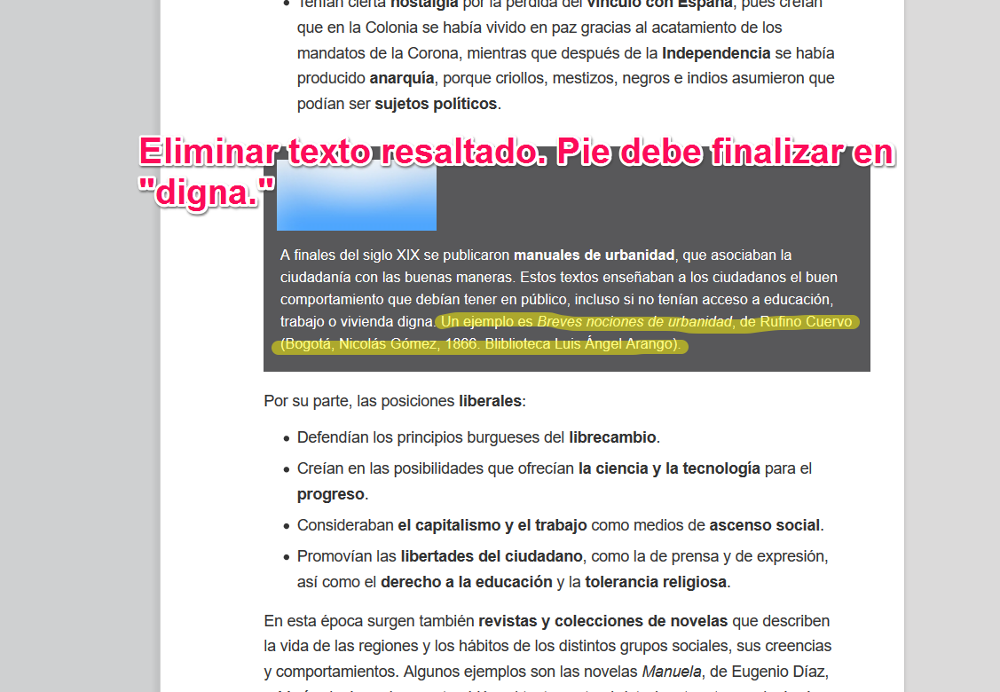 Tenían cierta nostalgia por la pérdida del vínculo con España, pues creían
que en la Colonia se había vivido en paz gracias al acatamiento de los
mandatos de la Corona, mientras que después de la Independencia se había
producido anarquía, porque criollos, mestizos, negros e indios asumieron que
podían ser sujetos políticos.
Eliminar texto resaltado. Pie debe finalizar en
"digna."
A finales del siglo XIX se publicaron manuales de urbanidad, que asociaban la
ciudadanía con las buenas maneras. Estos textos enseñaban a los ciudadanos el buen
comportamiento que debían tener en público, incluso si no tenían acceso a educación,
trabajo o vivienda digna. Un ejemplo es Breves nociones de urbanidad, de Rufino Cuervo
(Bogotá, Nicolás Gómez, 1866. Bliblioteca Luis Ángel Arango).
Por su parte, las posiciones liberales:
Defendían los principios burgueses del librecambio.
Creían en las posibilidades que ofrecían la ciencia y la tecnología para el
progreso.
Consideraban el capitalismo y el trabajo como medios de ascenso social.
Promovían las libertades del ciudadano, como la de prensa y de expresión,
así como el derecho a la educación y la tolerancia religiosa.
En esta época surgen también revistas y colecciones de novelas que describen
la vida de las regiones y los hábitos de los distintos grupos sociales, sus creencias
y comportamientos. Algunos ejemplos son las novelas Manuela, de Eugenio Díaz,